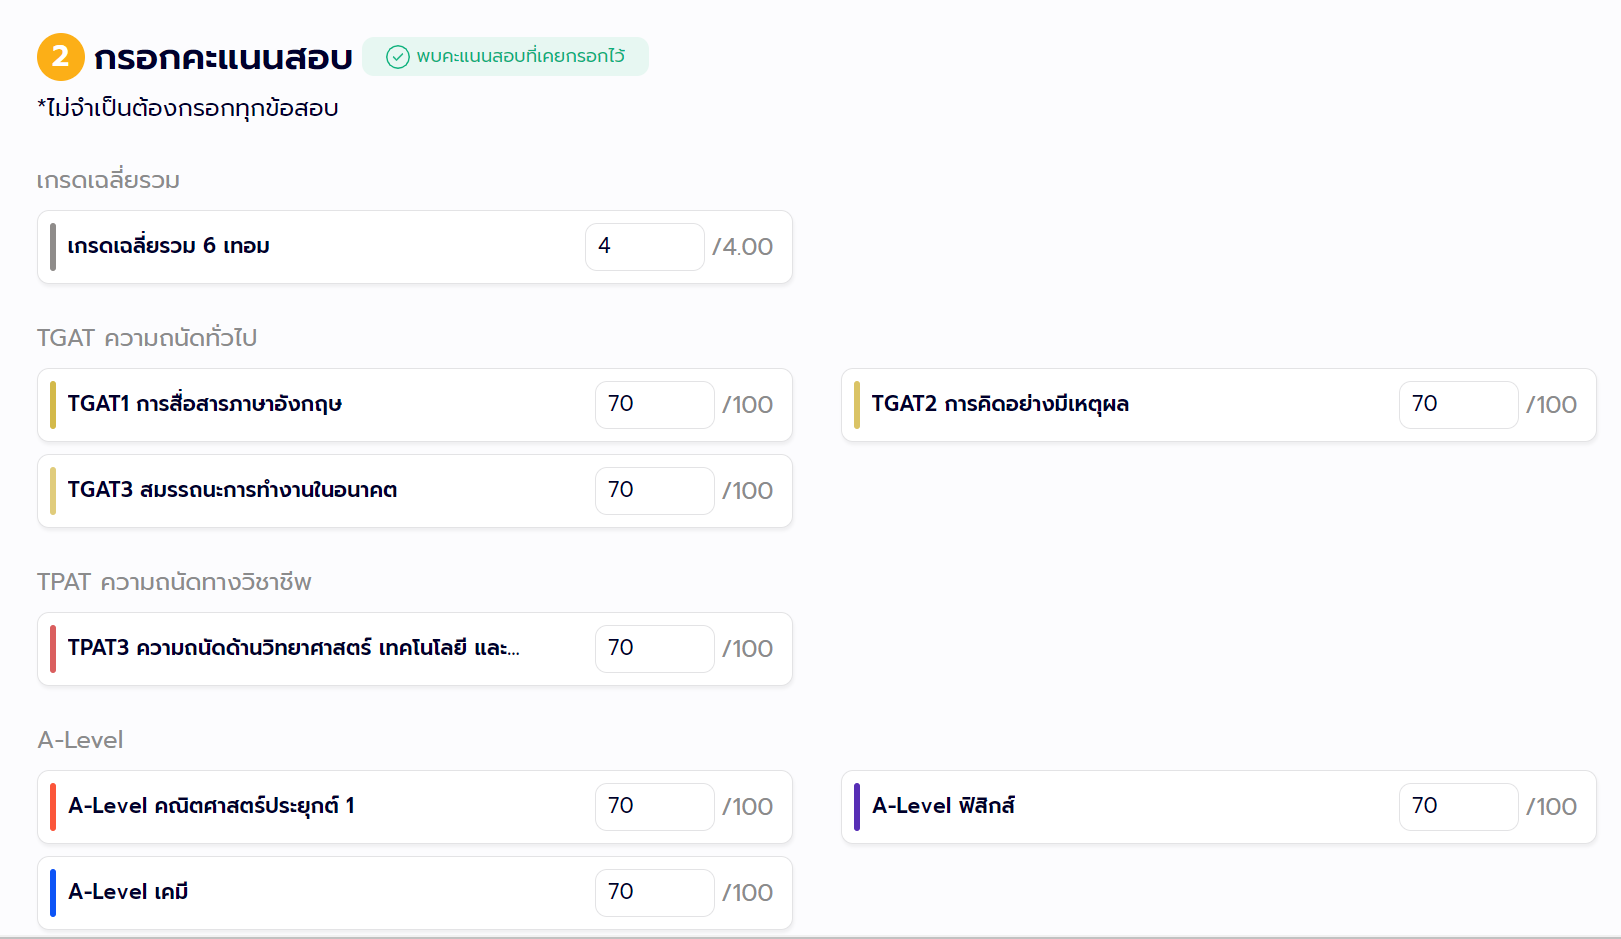 2 กรอกคะแนนสอบ พบคะแนนสอบที่เคยกรอกไว้
*ไม่จำเป็นต้องกรอกทุกข้อสอบ
เกรดเฉลี่ยรวม
เกรดเฉลี่ยรวม 6 เทอม 4 /4.00
TGAT ความถนัดทั่วไป
TGAT1 การสื่อสารภาษาอังกฤษ 70 /100
TGAT2 การคิดอย่างมีเหตุผล 70 /100
TGAT3 สมรรถนะการทำงานในอนาคต 70 /100
TPAT ความถนัดทางวิชาชีพ
TPAT3 ความถนัดด้านวิทยาศาสตร์ เทคโนโลยี และ... 70 /100
A-Level
A-Level คณิตศาสตร์ประยุกต์ 1 70 /100
A-Level ฟิสิกส์ 70 /100
A-Level เคมี 70 /100